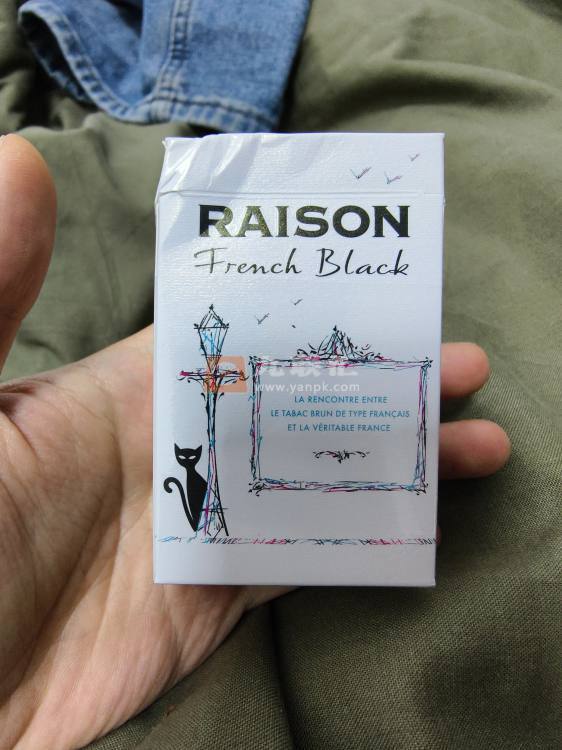 RAISON
French Black
www.yanpk.com
LA RENCONTRE ENTRE
LE TABAC BRUN DE TYPE FRANÇAIS
ET LA VÉRITABLE FRANCE